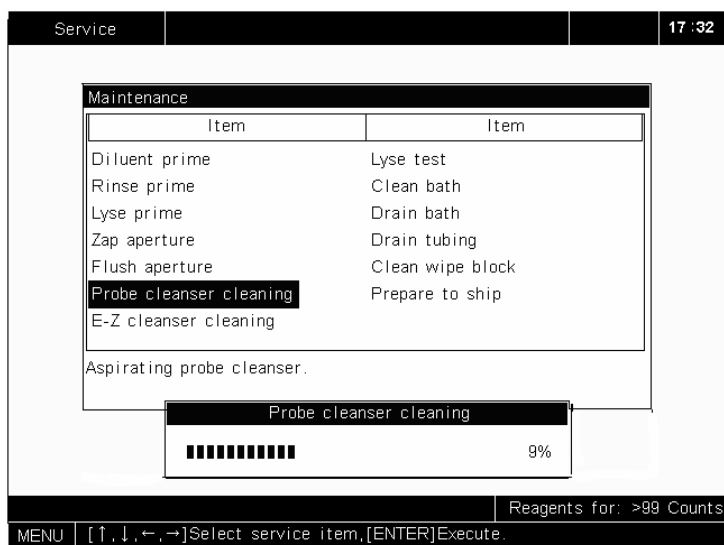 Service
17:32
Maintenance
Item
Item
Diluent prime
Lyse test
Rinse prime
Clean bath
Lyse prime
Drain bath
Zap aperture
Drain tubing
Flush aperture
Clean wipe block
Probe cleanser cleaning
Prepare to ship
E-Z cleanser cleaning
Aspirating probe cleanser.
Probe cleanser cleaning
9%
Reagents for: >99 Counts
MENU
[↑,↓,←,→]Select service item,[ENTER]Execute.